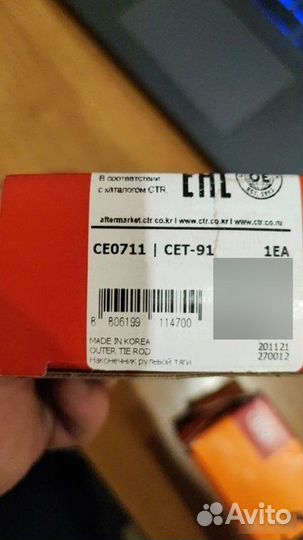 В соответствии
с каталогом CTR.
EAC
OE
aftermarket.ctr.co.kr | www.ctr.co.kr | www.ctr.co.ru
CE0711 | CET-91 1EA
8 806199 114700
MADE IN KOREA
OUTER TIE ROD
Наконечник рулевой тяги
201121
270012
Avito